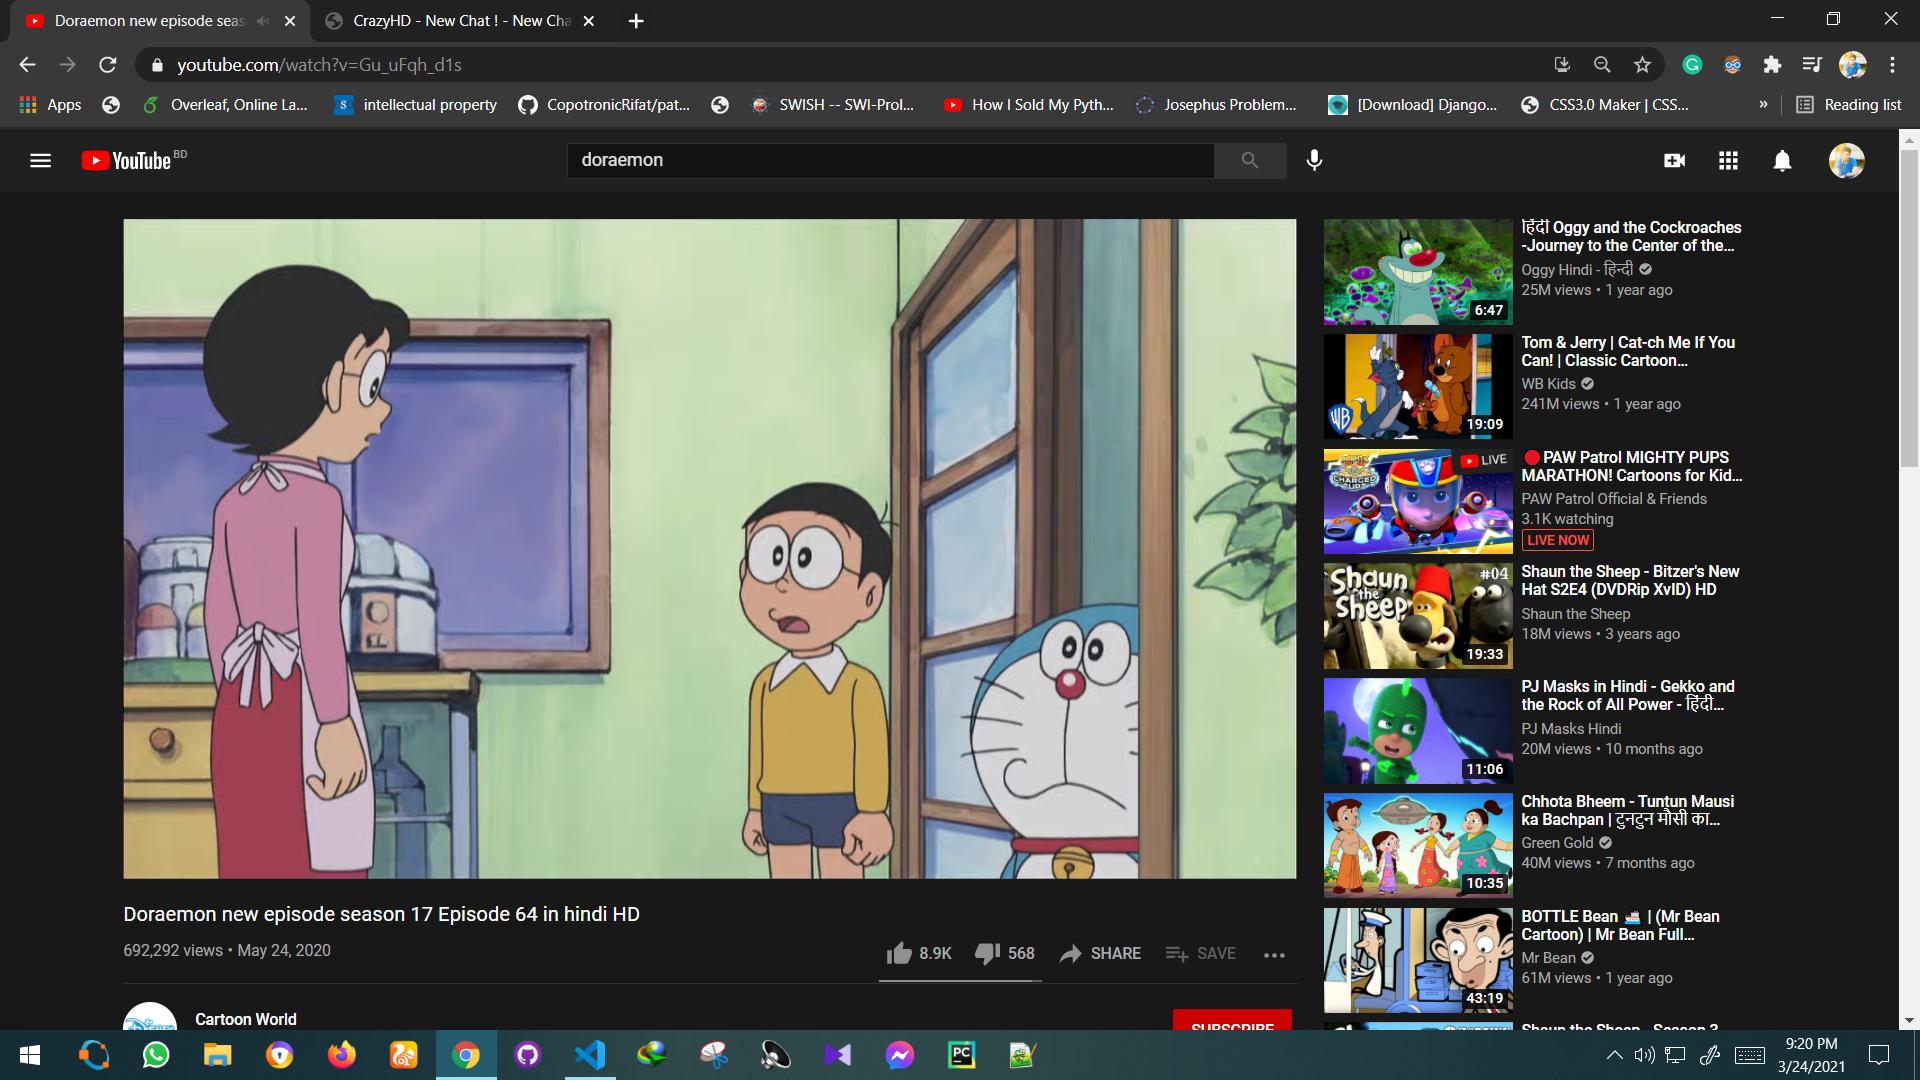 Doraemon new episode seas
CrazyHD - New Chat ! - New Cha
youtube.com/watch?v=Gu_uFqh_d1s
Apps
Overleaf, Online La...
intellectual property
CopotronicRifat/pat...
SWISH -- SWI-Prol...
How I Sold My Pyth...
Josephus Problem...
[Download] Django...
CSS3.0 Maker | CSS...
»
Reading list
YouTube BD
doraemon
हिंदी Oggy and the Cockroaches
-Journey to the Center of the...
Oggy Hindi - हिन्दी
25M views • 1 year ago
6:47
Tom & Jerry | Cat-ch Me If You
Can! | Classic Cartoon...
WB Kids
241M views • 1 year ago
WB
19:09
LIVE
CHARGED UP
PAW Patrol MIGHTY PUPS
MARATHON! Cartoons for Kid...
PAW Patrol Official & Friends
3.1K watching
LIVE NOW
Shaun the Sheep
#04
19:33
Shaun the Sheep - Bitzer's New
Hat S2E4 (DVDRip XvID) HD
Shaun the Sheep
18M views • 3 years ago
PJ Masks in Hindi - Gekko and
the Rock of All Power - हिंदी...
PJ Masks Hindi
20M views • 10 months ago
11:06
Chhota Bheem - Tuntun Mausi
ka Bachpan | टुनटुन मौसी का...
Green Gold
40M views • 7 months ago
10:35
BOTTLE Bean 🚢 | (Mr Bean
Cartoon) | Mr Bean Full...
Mr Bean
61M views • 1 year ago
43:19
Shaun the Sheep - Season 3
Doraemon new episode season 17 Episode 64 in hindi HD
692,292 views • May 24, 2020
8.9K
568
SHARE
SAVE
Cartoon World
SUBSCRIBE
PC
9:20 PM
3/24/2021